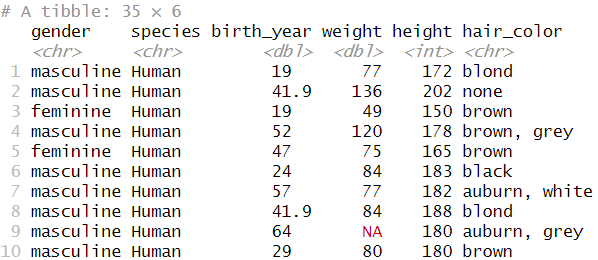 # A tibble: 35 × 6
gender species birth_year weight height hair_color
<chr> <chr> <dbl> <dbl> <int> <chr>
1 masculine Human 19 77 172 blond
2 masculine Human 41.9 136 202 none
3 feminine Human 19 49 150 brown
4 masculine Human 52 120 178 brown, grey
5 feminine Human 47 75 165 brown
6 masculine Human 24 84 183 black
7 masculine Human 57 77 182 auburn, white
8 masculine Human 41.9 84 188 blond
9 masculine Human 64 NA 180 auburn, grey
10 masculine Human 29 80 180 brown